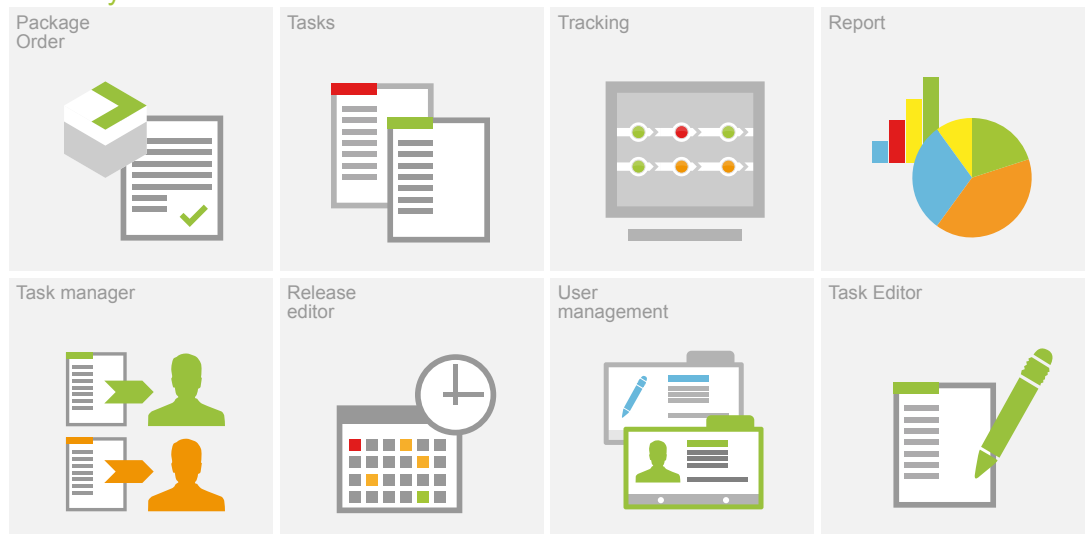 Package
Order
Tasks
Tracking
Report
Task manager
Release
editor
User
management
Task Editor